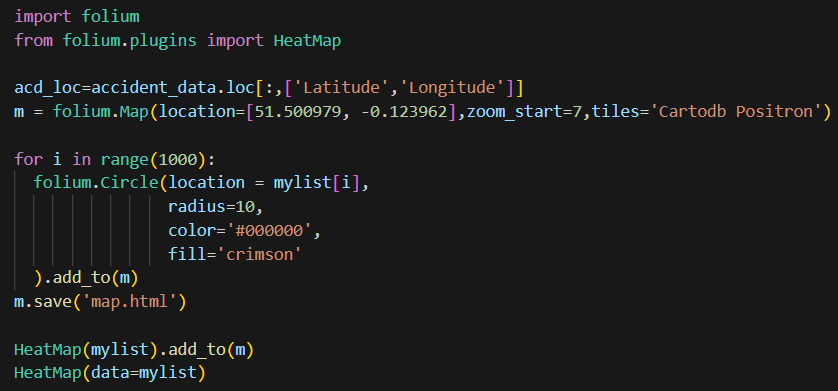 import folium
from folium.plugins import HeatMap

acd_loc=accident_data.loc[:,['Latitude','Longitude']]
m = folium.Map(location=[51.500979, -0.123962],zoom_start=7,tiles='Cartodb Positron')

for i in range(1000):
  folium.Circle(location = mylist[i],
                radius=10,
                color='#000000',
                fill='crimson'
  ).add_to(m)
m.save('map.html')

HeatMap(mylist).add_to(m)
HeatMap(data=mylist)